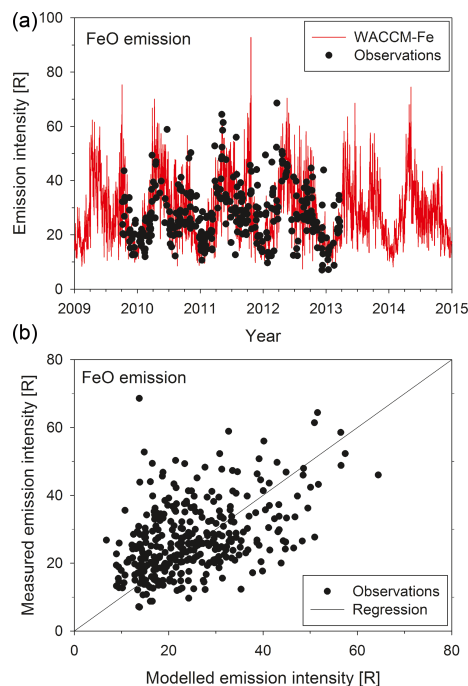 (a)
FeO emission
WACCM-Fe
Observations
Emission intensity [R]
100
80
60
40
20
0
2009 2010 2011 2012 2013 2014 2015
Year
(b)
FeO emission
Observations
Regression
Measured emission intensity [R]
80
60
40
20
0
0 20 40 60 80
Modelled emission intensity [R]